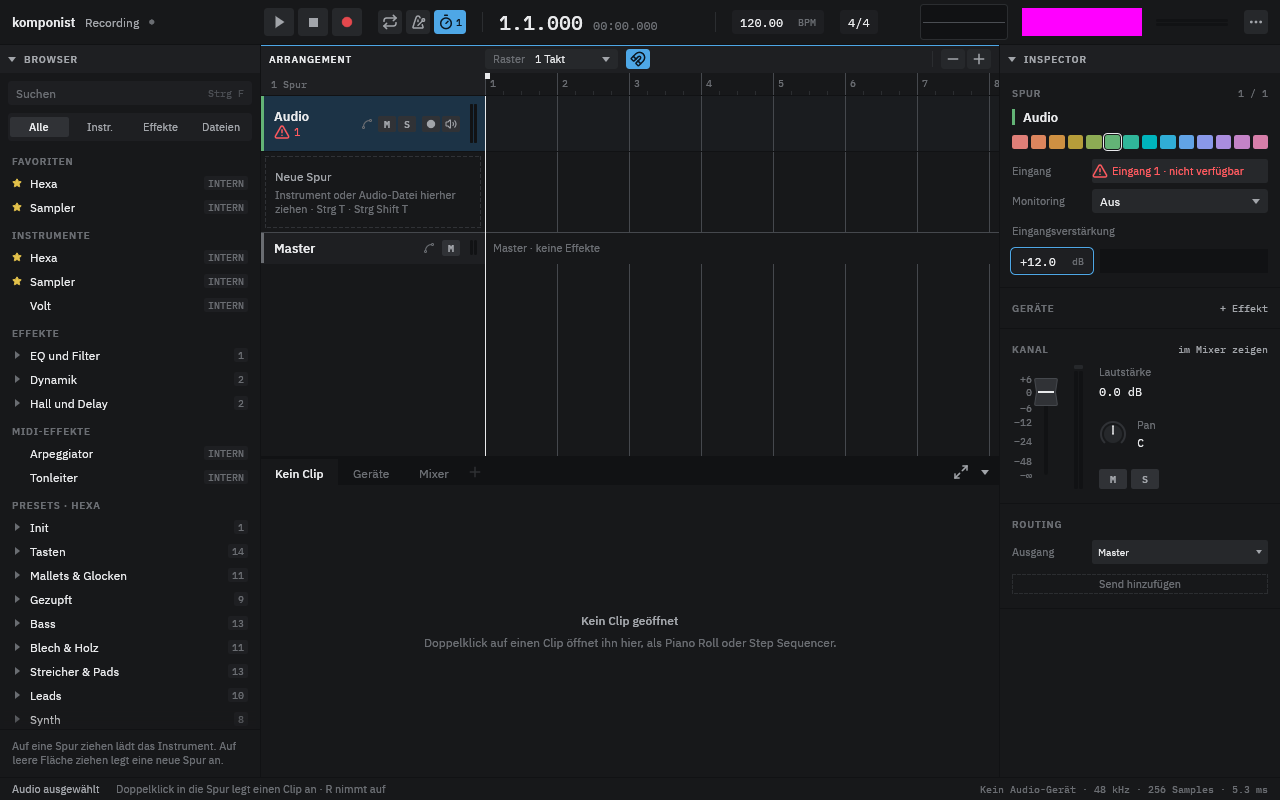 komponist Recording
1
1.1.000 00:00.000
120.00 BPM
4/4
BROWSER
Suchen Strg F
Alle Instr. Effekte Dateien
FAVORITEN
Hexa INTERN
Sampler INTERN
INSTRUMENTE
Hexa INTERN
Sampler INTERN
Volt INTERN
EFFEKTE
EQ und Filter 1
Dynamik 2
Hall und Delay 2
MIDI-EFFEKTE
Arpeggiator INTERN
Tonleiter INTERN
PRESETS · HEXA
Init 1
Tasten 14
Mallets & Glocken 11
Gezupft 9
Bass 13
Blech & Holz 11
Streicher & Pads 13
Leads 10
Synth 8
Auf eine Spur ziehen lädt das Instrument. Auf
leere Fläche ziehen legt eine neue Spur an.
ARRANGEMENT
Raster 1 Takt
1 Spur
1 2 3 4 5 6 7 8
Audio
1
M S
Neue Spur
Instrument oder Audio-Datei hierher
ziehen · Strg T · Strg Shift T
Master M
Master · keine Effekte
Kein Clip Geräte Mixer
Kein Clip geöffnet
Doppelklick auf einen Clip öffnet ihn hier, als Piano Roll oder Step Sequencer.
INSPECTOR
SPUR 1 / 1
Audio
Eingang Eingang 1 · nicht verfügbar
Monitoring Aus
Eingangsverstärkung
+12.0 dB
GERÄTE + Effekt
KANAL im Mixer zeigen
+6
0
−6
−12
−24
−48
−∞
Lautstärke
0.0 dB
Pan
C
M S
ROUTING
Ausgang Master
Send hinzufügen
Audio ausgewählt Doppelklick in die Spur legt einen Clip an · R nimmt auf
Kein Audio-Gerät · 48 kHz · 256 Samples · 5.3 ms